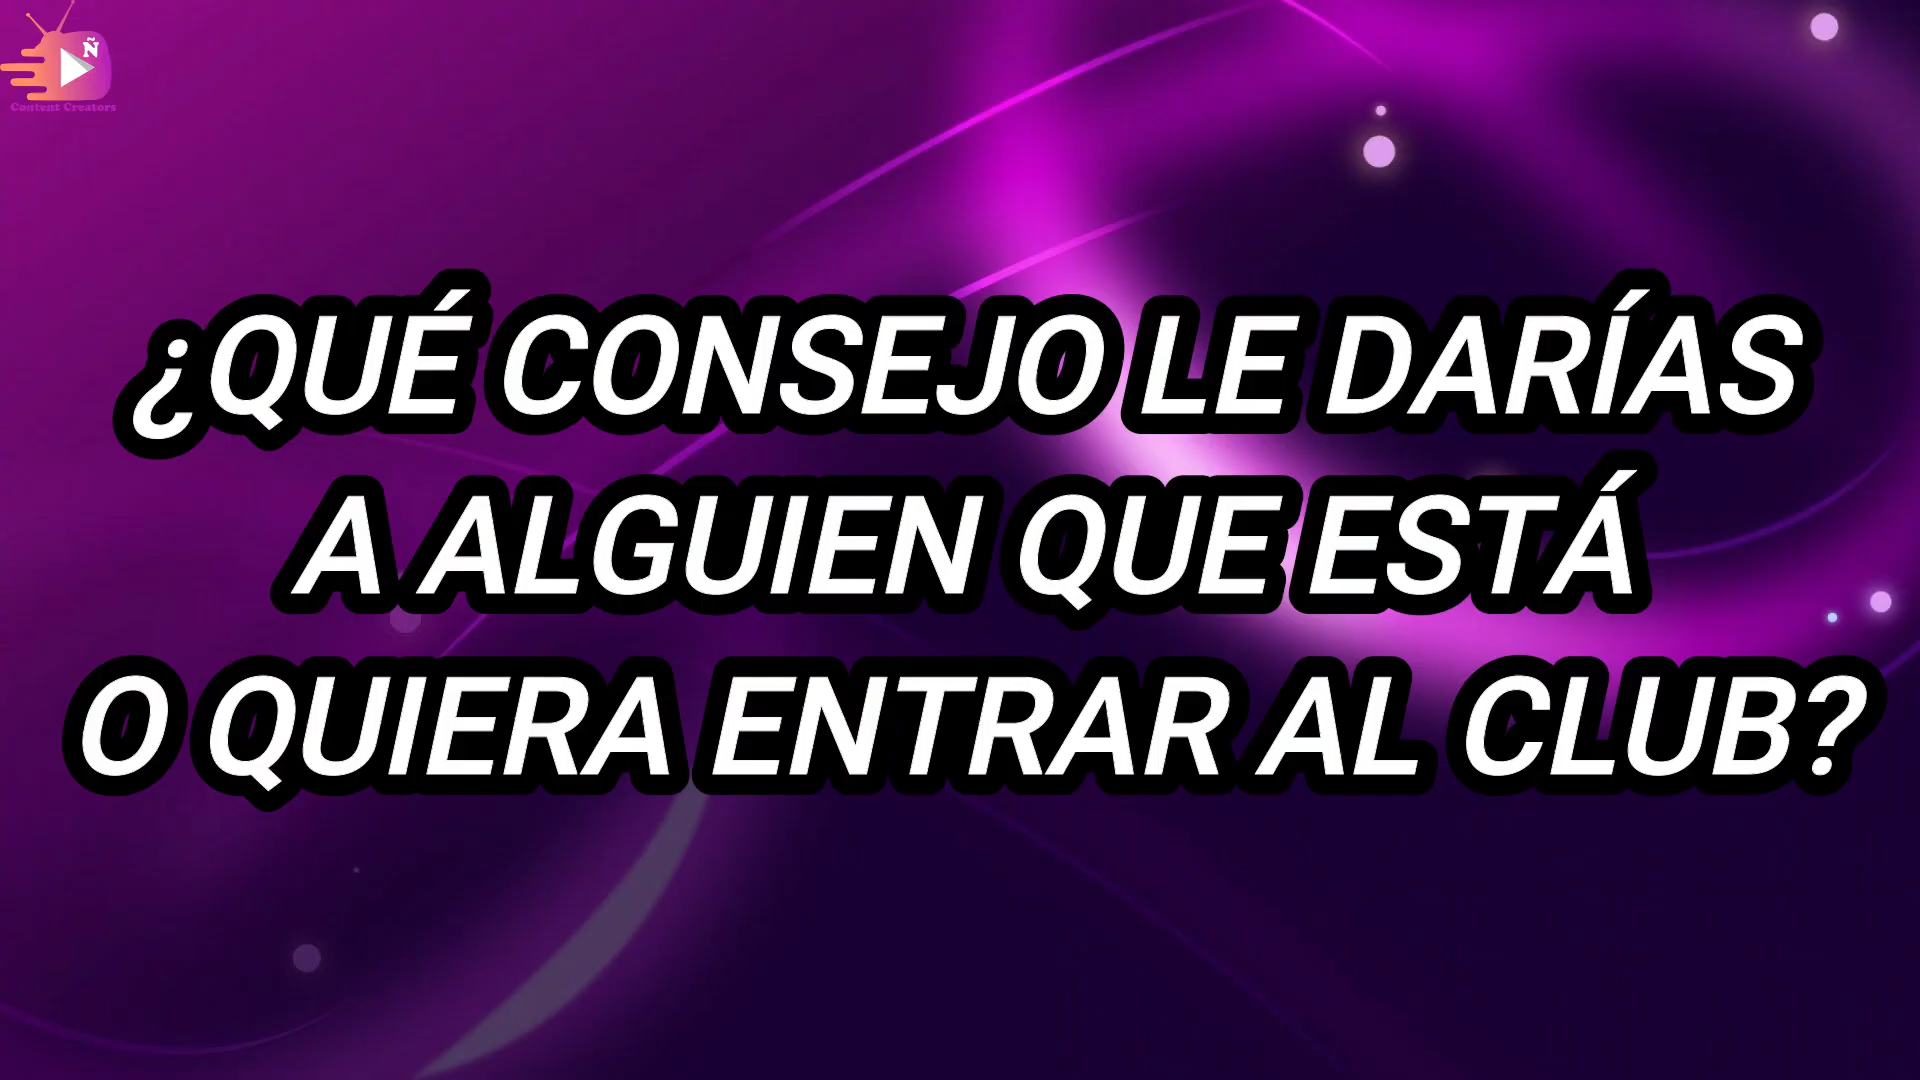 Ñ
Content Creators
¿QUÉ CONSEJO LE DARÍAS
A ALGUIEN QUE ESTÁ
O QUIERA ENTRAR AL CLUB?